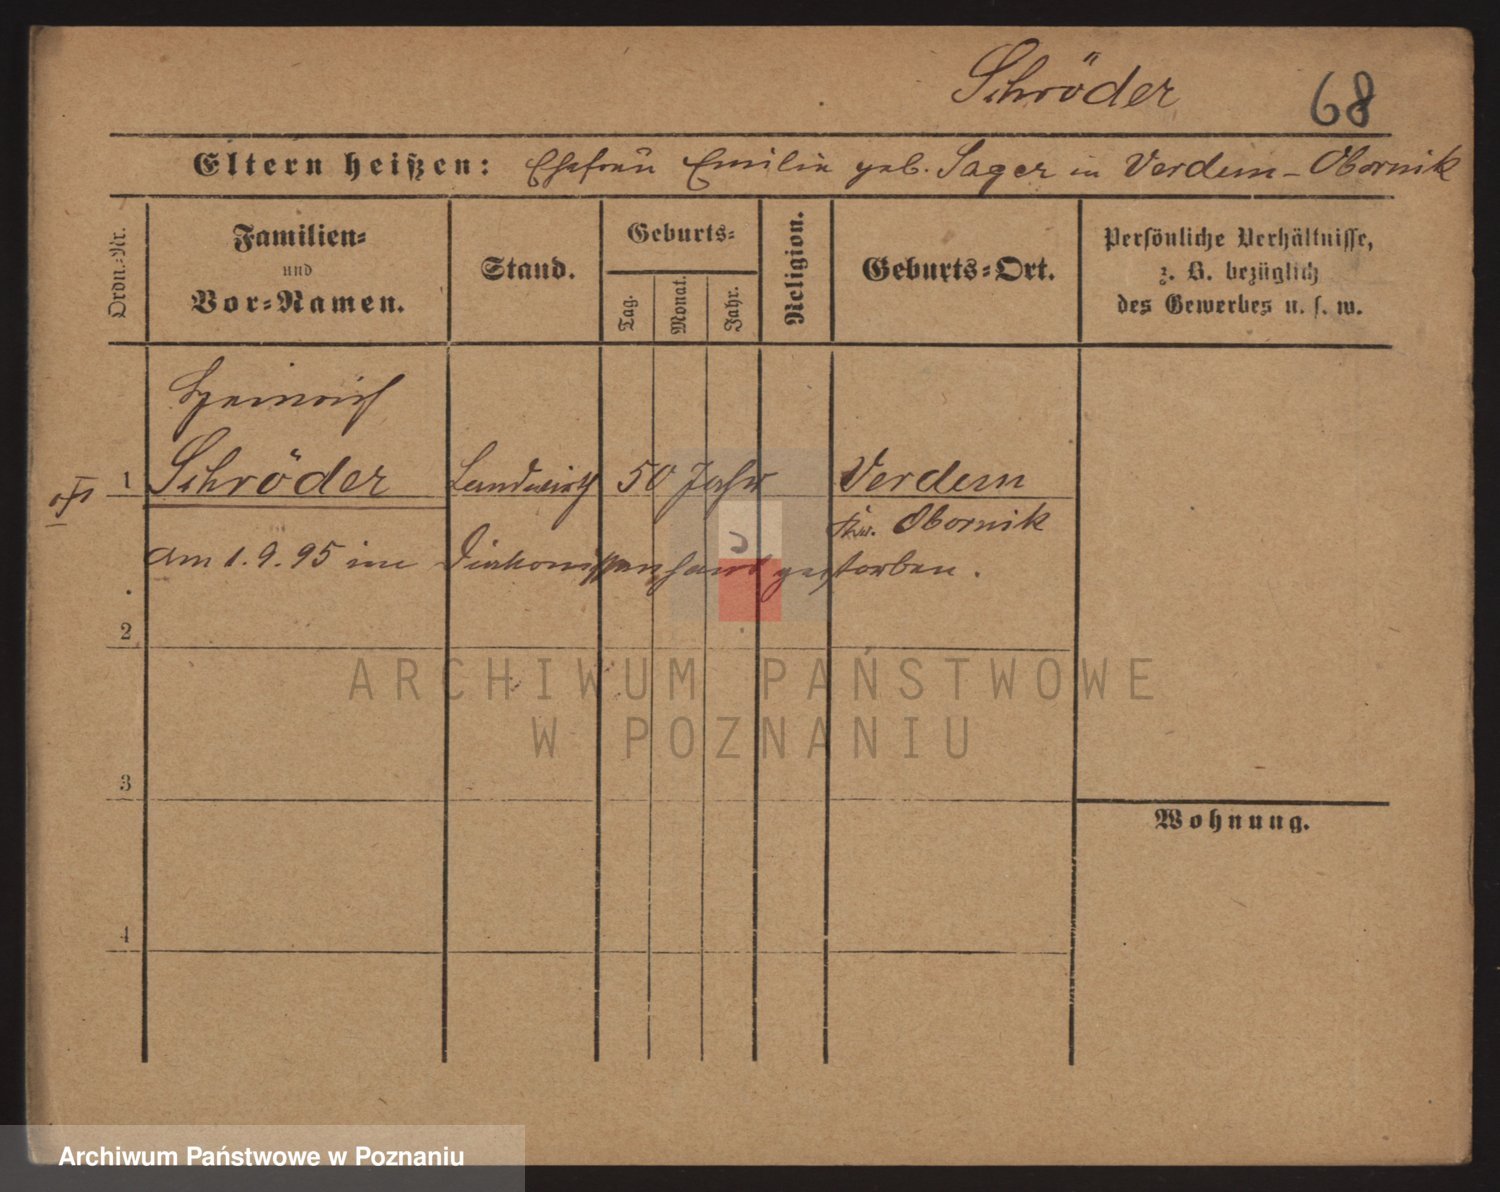 Schröder 68
Eltern heißen: Ehefrau Emilie geb. Sager in Verdem-Obornik
Ordn.-Nr.
Familien-
und
Vor-Namen.
Stand.
Geburts-
Tag. Monat. Jahr.
Religion.
Geburts-Ort.
Persönliche Verhältnisse,
z. B. bezüglich
des Gewerbes u. s. w.
Heinrich
1 Schröder Landwirth 50 Jahr Verdem
Obornik
am 1.9.95 im Diakonissenhaus gestorben.
2
3
Wohnung.
4
ARCHIWUM PAŃSTWOWE
W POZNANIU
Archiwum Państwowe w Poznaniu